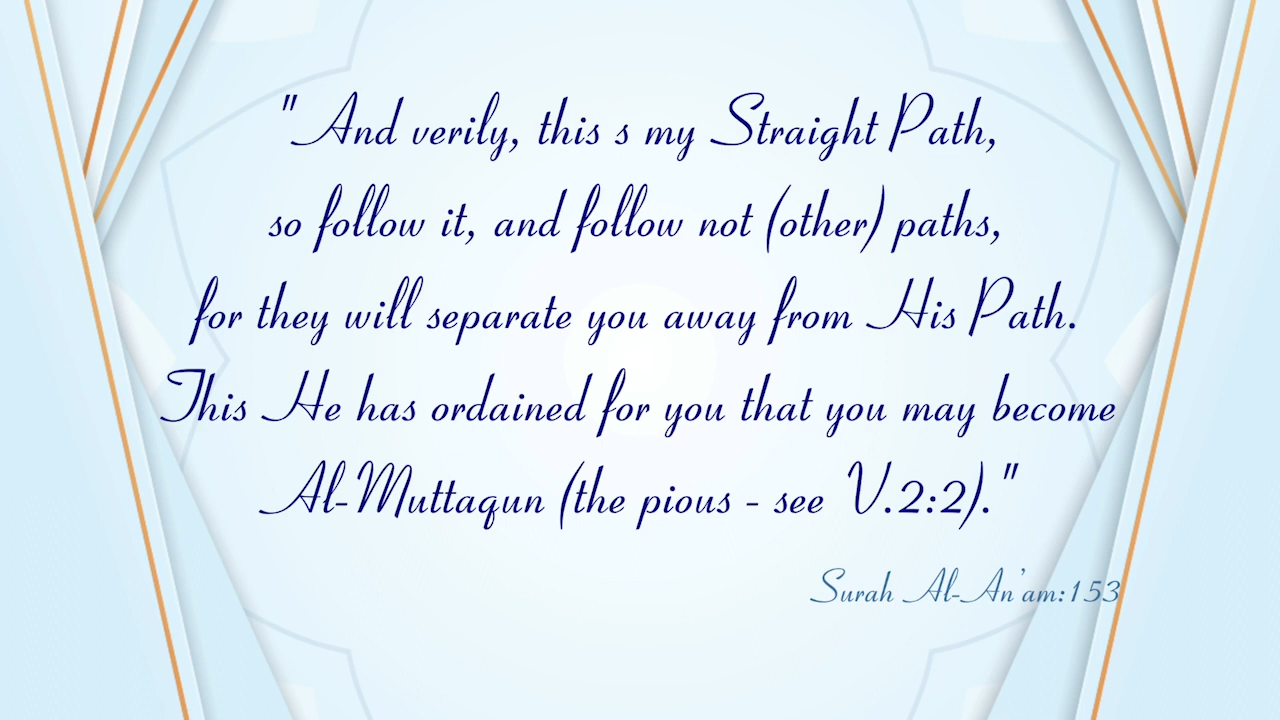 "And verily, this s my Straight Path,
so follow it, and follow not (other) paths,
for they will separate you away from His Path.
This He has ordained for you that you may become
Al-Muttaqun (the pious - see V.2:2)."
Surah Al-An'am:153